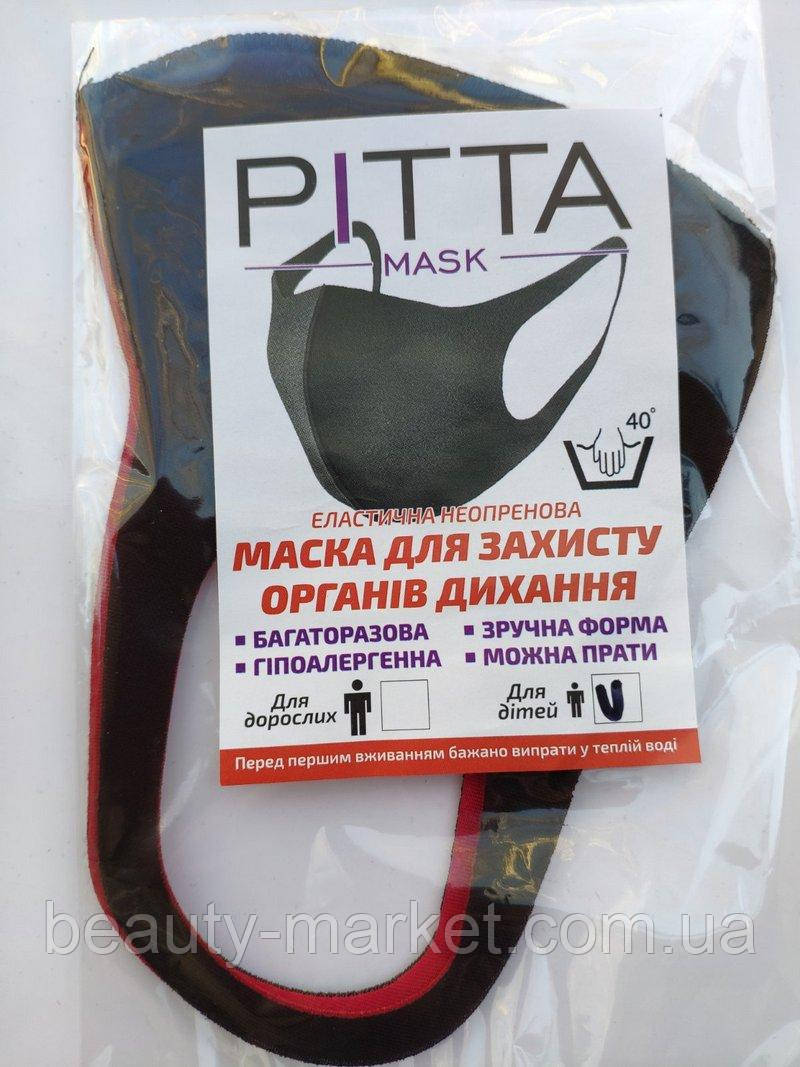 PITTA
MASK
40°
ЕЛАСТИЧНА НЕОПРЕНОВА
МАСКА ДЛЯ ЗАХИСТУ
ОРГАНІВ ДИХАННЯ
▪ БАГАТОРАЗОВА ▪ ЗРУЧНА ФОРМА
▪ ГІПОАЛЕРГЕННА ▪ МОЖНА ПРАТИ
Для дорослих
Для дітей
Перед першим вживанням бажано випрати у теплій воді
beauty-market.com.ua